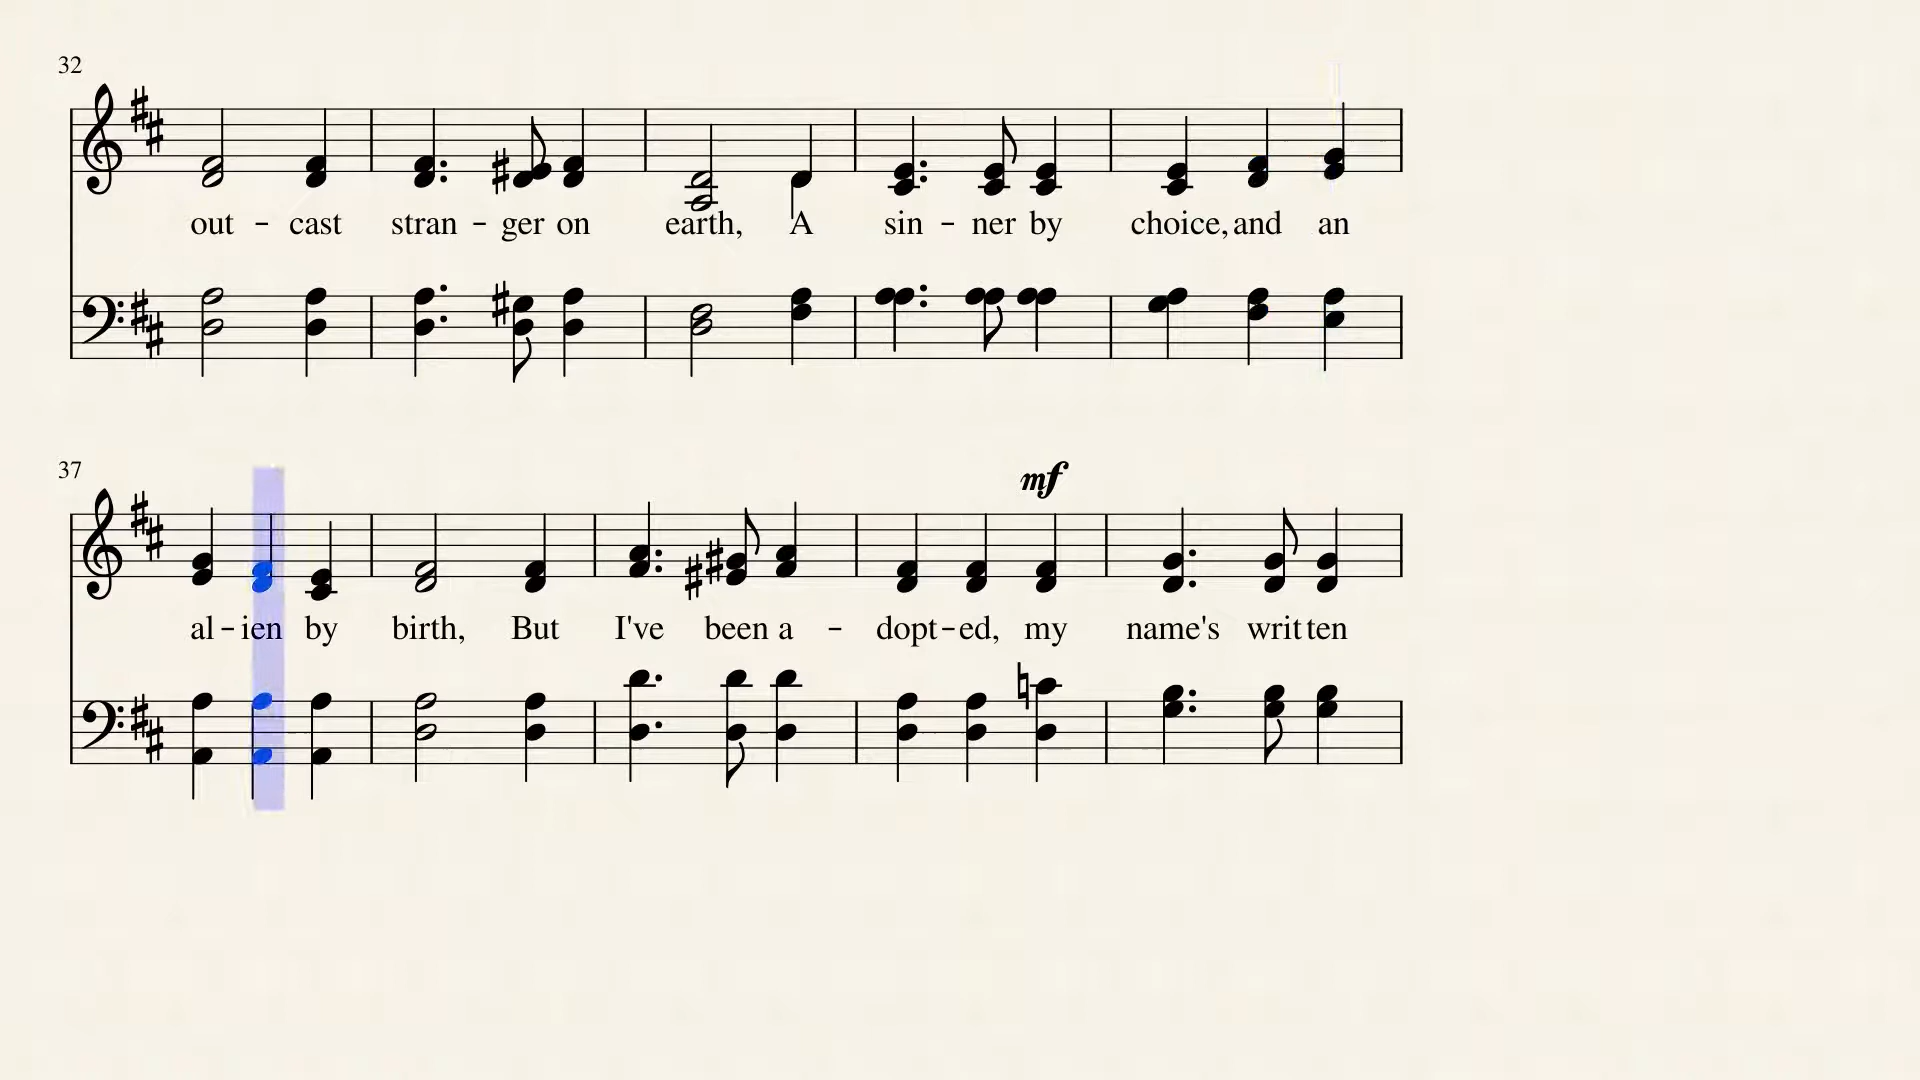 32
out - cast stran - ger on earth, A sin - ner by choice, and an
37
mf
al - ien by birth, But I've been a - dopt - ed, my name's writ ten